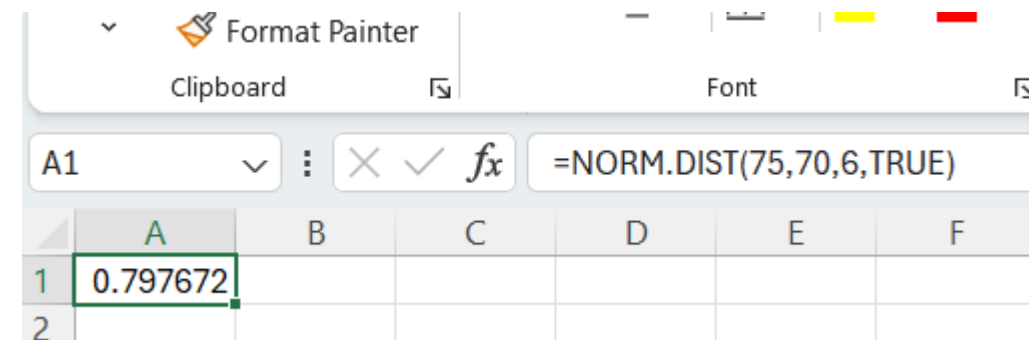 Format Painter
Clipboard
Font
A1 fx =NORM.DIST(75,70,6,TRUE)
A B C D E F
1 0.797672
2